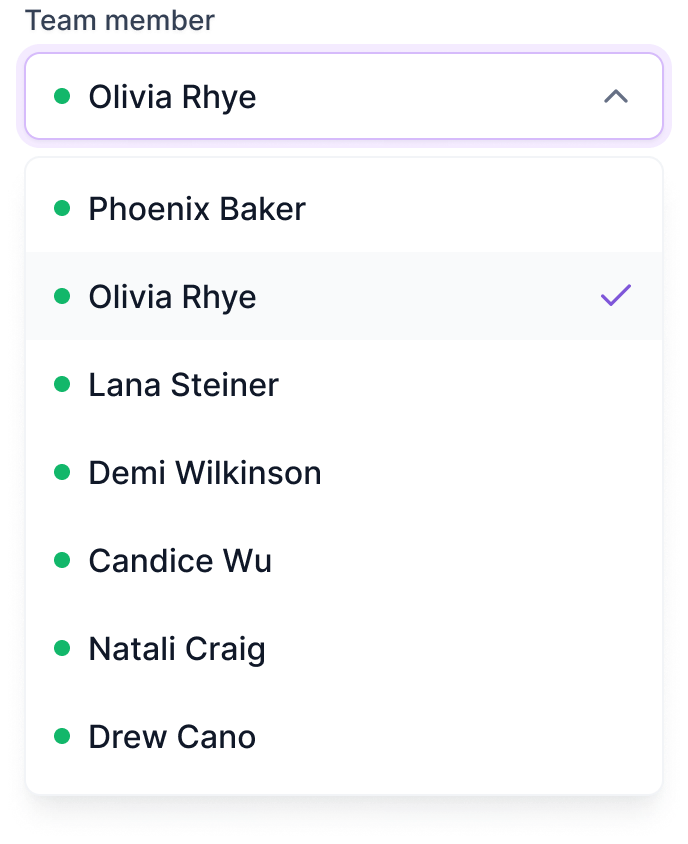 Team member
Olivia Rhye
Phoenix Baker
Olivia Rhye
Lana Steiner
Demi Wilkinson
Candice Wu
Natali Craig
Drew Cano